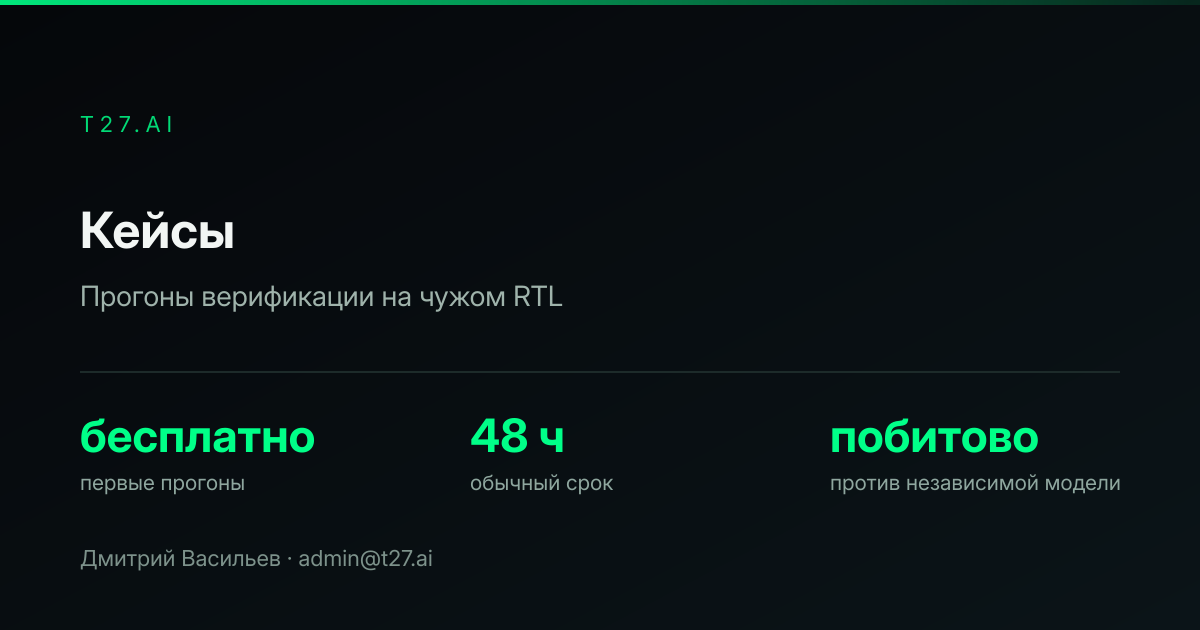 T27.AI
Кейсы
Прогоны верификации на чужом RTL
бесплатно
первые прогоны
48 ч
обычный срок
побитово
против независимой модели
Дмитрий Васильев · admin@t27.ai